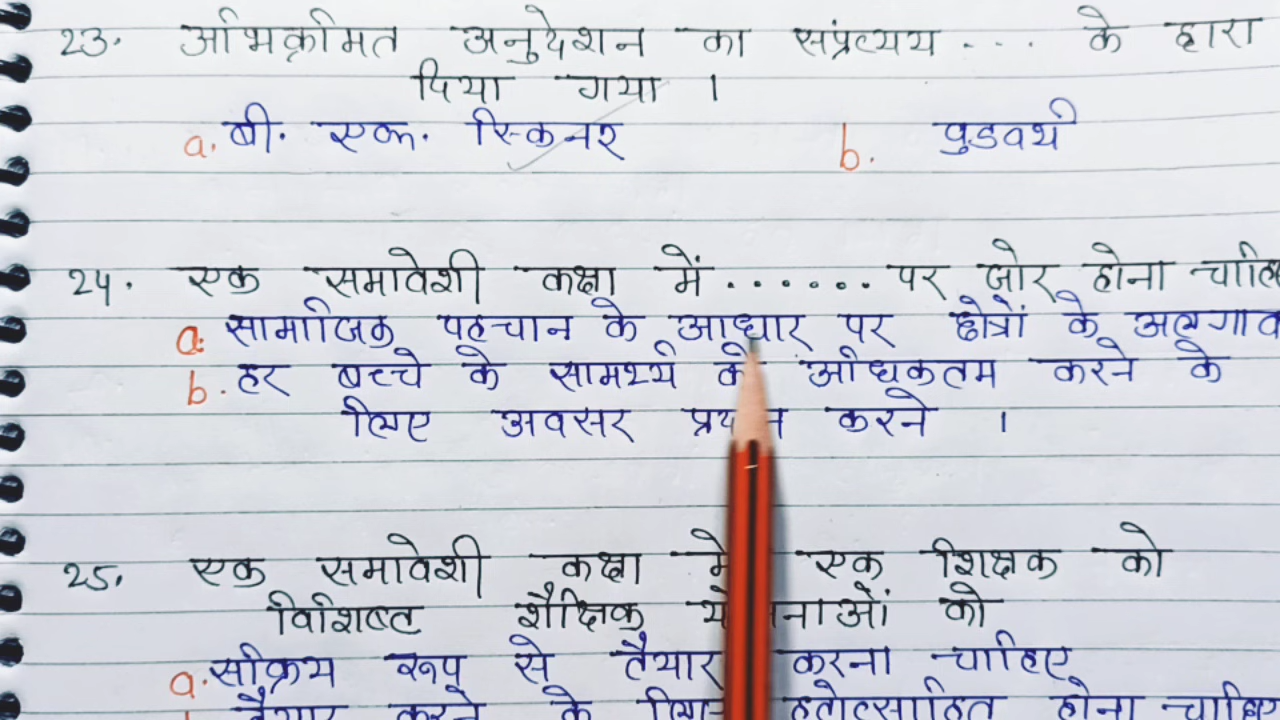 23. अभिक्रमित अनुदेशन का संप्रत्यय .... के द्वारा
दिया गया ।
a. बी. एफ. स्किनर b. वुडवर्थ
24. एक समावेशी कक्षा में ....... पर जोर होना चाहिए
a. सामाजिक पहचान के आधार पर छात्रों के अलगाव
b. हर बच्चे के सामर्थ्य को अधिकतम करने के
लिए अवसर प्रदान करने ।
25. एक समावेशी कक्षा में एक शिक्षक को
विशिष्ट शैक्षिक योजनाओं को
a. सक्रिय रूप से तैयार करना चाहिए
तैयार करने के लिए हतोत्साहित होना चाहिए